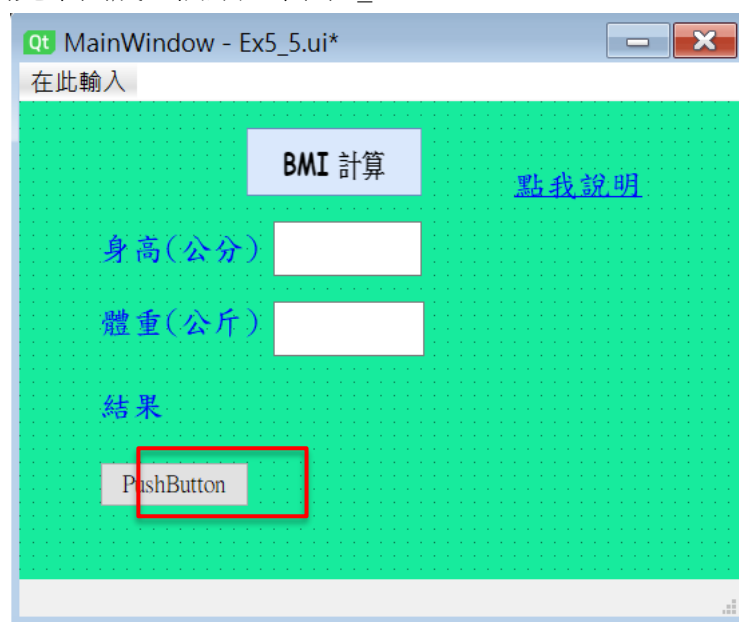 MainWindow - Ex5_5.ui*
在此輸入
BMI 計算
點我說明
身高(公分)
體重(公斤)
結果
PushButton